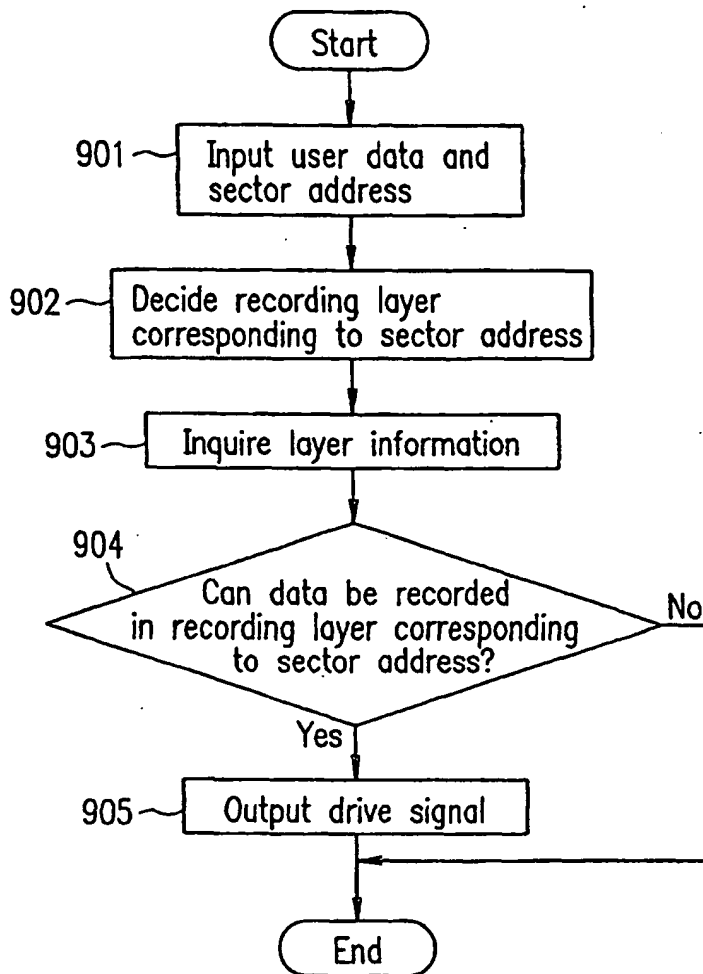 Start
901
Input user data and
sector address
902
Decide recording layer
corresponding to sector address
903
Inquire layer information
904
Can data be recorded
in recording layer corresponding
to sector address?
No
Yes
905
Output drive signal
End